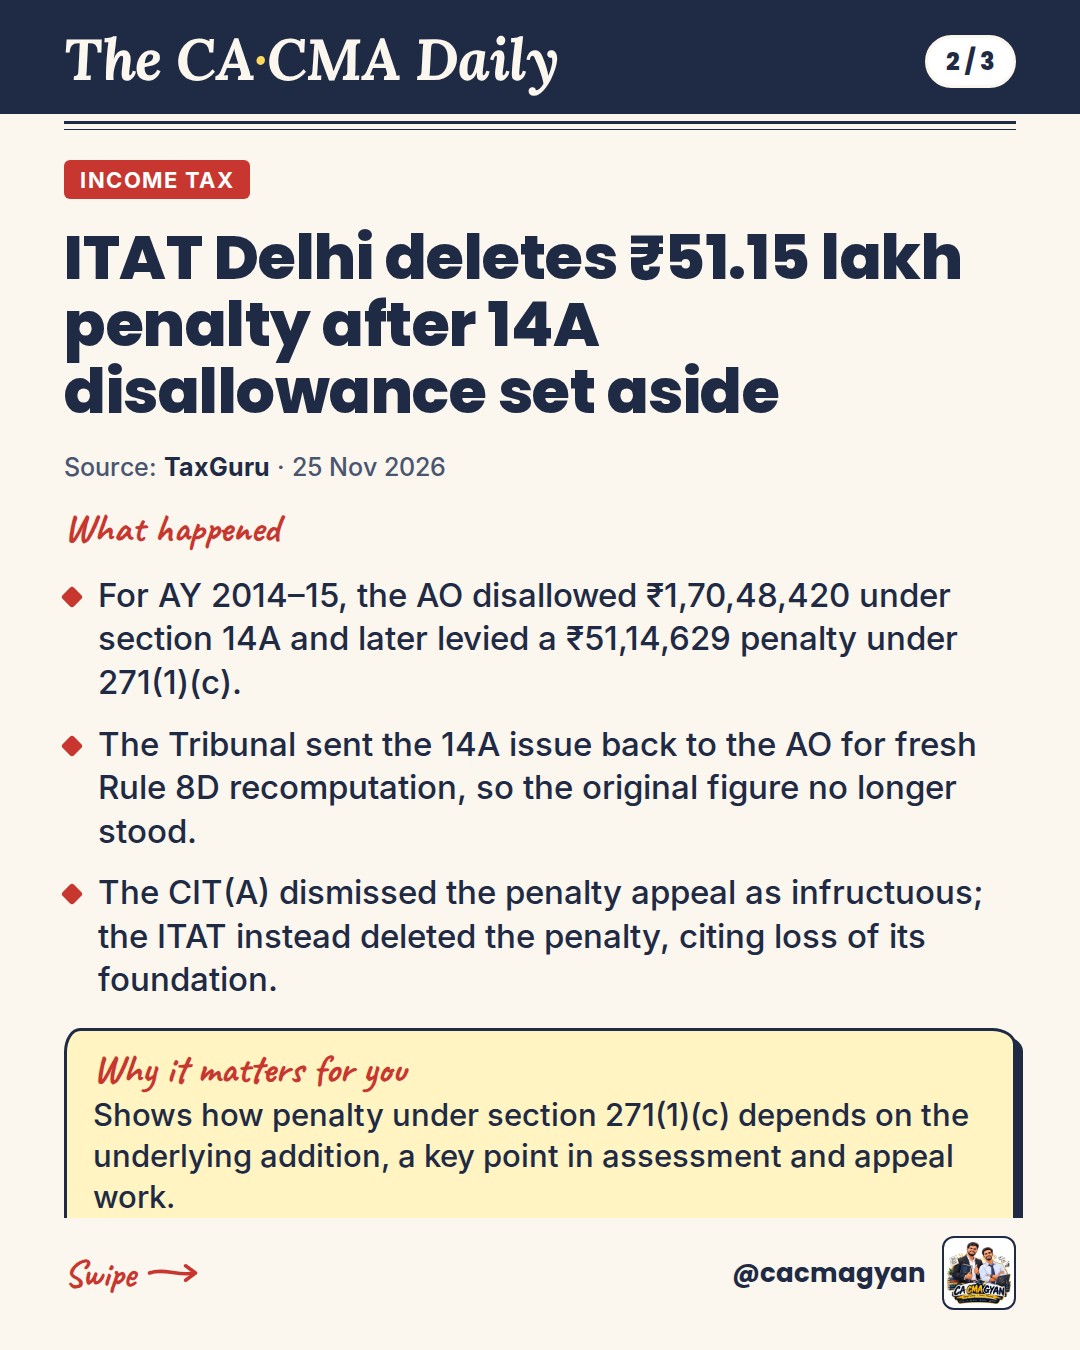 The CA·CMA Daily
2/3
INCOME TAX
ITAT Delhi deletes ₹51.15 lakh
penalty after 14A
disallowance set aside
Source: TaxGuru · 25 Nov 2026
What happened
For AY 2014–15, the AO disallowed ₹1,70,48,420 under
section 14A and later levied a ₹51,14,629 penalty under
271(1)(c).
The Tribunal sent the 14A issue back to the AO for fresh
Rule 8D recomputation, so the original figure no longer
stood.
The CIT(A) dismissed the penalty appeal as infructuous;
the ITAT instead deleted the penalty, citing loss of its
foundation.
Why it matters for you
Shows how penalty under section 271(1)(c) depends on the
underlying addition, a key point in assessment and appeal
work.
Swipe
@cacmagyan
CA CMA GYAN